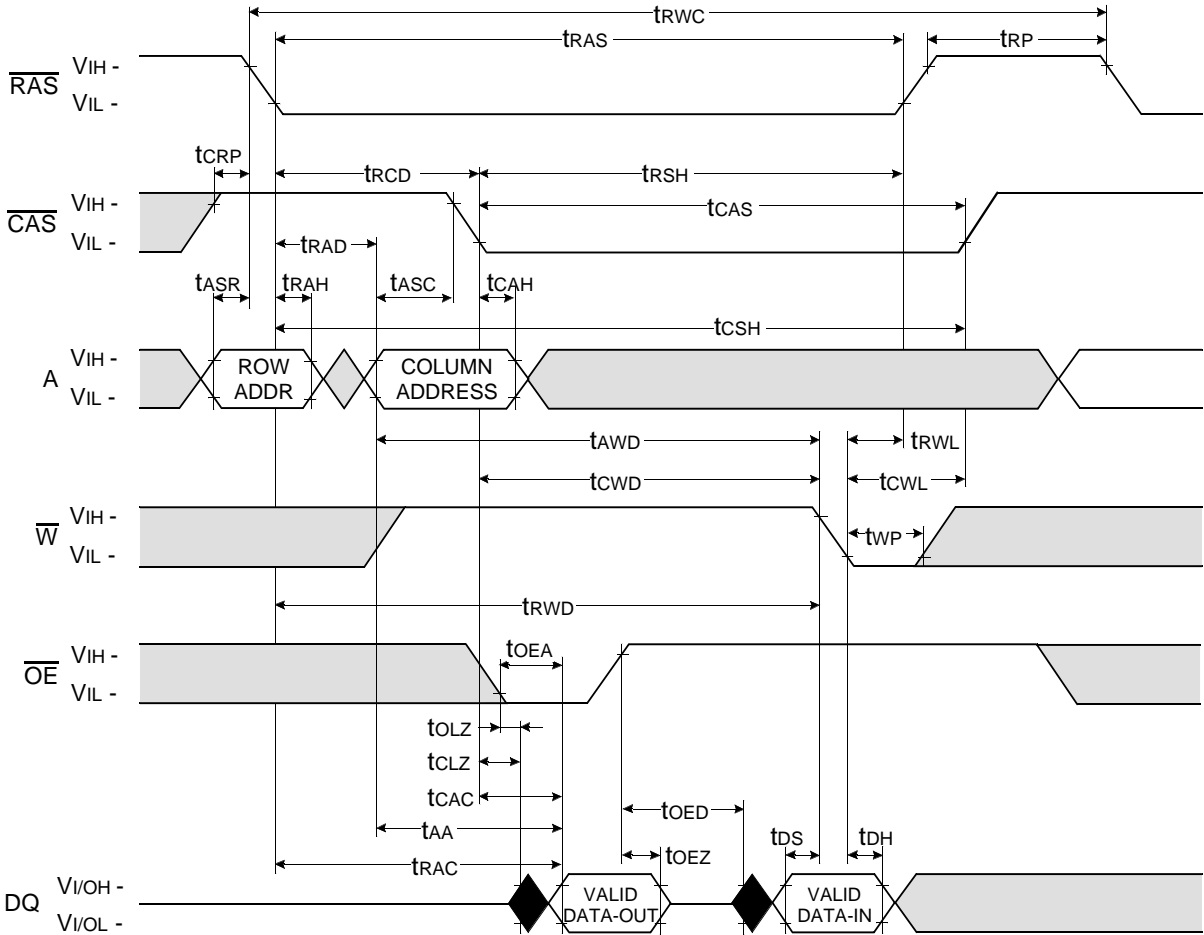 tRWC
tRAS
tRP
RAS
VIH -
VIL -
tCRP
tRCD
tRSH
CAS
VIH -
VIL -
tCAS
tRAD
tASR
tRAH
tASC
tCAH
tCSH
A
VIH -
VIL -
ROW
ADDR
COLUMN
ADDRESS
tAWD
tRWL
tCWD
tCWL
W
VIH -
VIL -
tWP
tRWD
OE
VIH -
VIL -
tOEA
tOLZ
tCLZ
tCAC
tOED
tAA
tDS
tDH
tOEZ
tRAC
DQ
VI/OH -
VI/OL -
VALID
DATA-OUT
VALID
DATA-IN